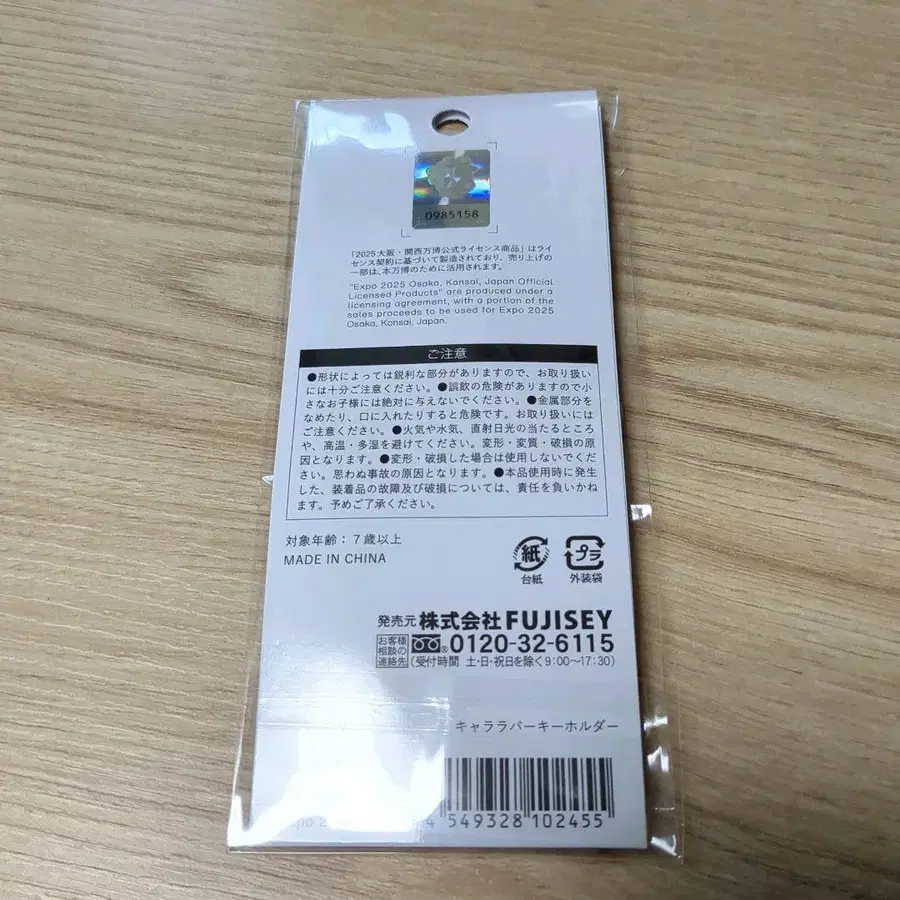 0985158
「2025大阪・関西万博公式ライセンス商品」はライ
センス契約に基づいて製造されており、売り上げの
一部は、本万博のために活用されます。
"Expo 2025 Osaka, Kansai, Japan Official
Licensed Products" are produced under a
licensing agreement, with a portion of the
sales proceeds to be used for Expo 2025
Osaka, Kansai, Japan.
ご注意
●形状によっては鋭利な部分がありますので、お取り扱い
には十分ご注意ください。●誤飲の危険がありますので小
さなお子様には絶対に与えないでください。●金属部分を
なめたり、口に入れたりすると危険です。お取り扱いには
ご注意ください。●火気や水気、直射日光の当たるところ
や、高温・多湿を避けてください。変形・変質・破損の原
因となります。●変形・破損した場合は使用しないでくだ
さい。思わぬ事故の原因となります。●本品使用時に発生
した、装着品の故障及び破損については、責任を負いかね
ます。予めご了承ください。
対象年齢：7歳以上
MADE IN CHINA
紙 プラ
台紙 外装袋
発売元 株式会社FUJISEY
お客様相談の連絡先 ® 0120-32-6115
(受付時間 土・日・祝日を除く9:00〜17:30)
キャララバーキーホルダー
4 549328 102455